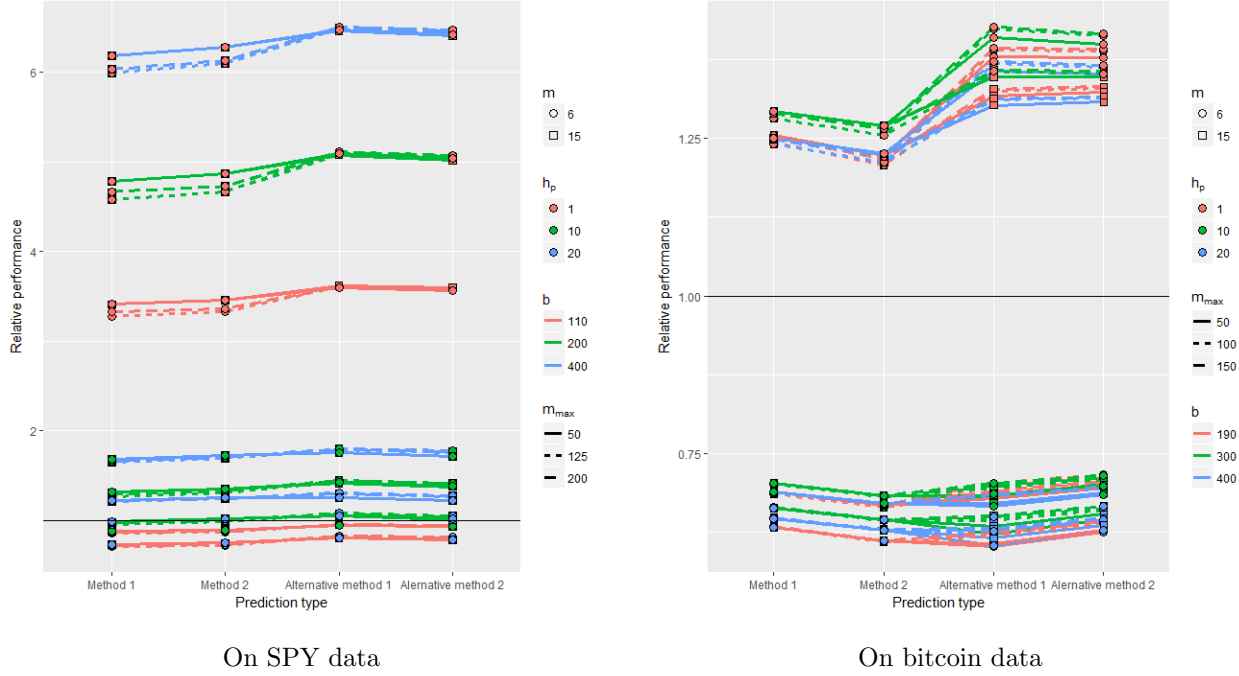 6
4
2
Relative performance
Method 1
Method 2
Alternative method 1
Alernative method 2
Prediction type
m
6
15
hp
1
10
20
b
110
200
400
mmax
50
125
200
On SPY data
1.25
1.00
0.75
Relative performance
Method 1
Method 2
Alternative method 1
Alernative method 2
Prediction type
m
6
15
hp
1
10
20
mmax
50
100
150
b
190
300
400
On bitcoin data